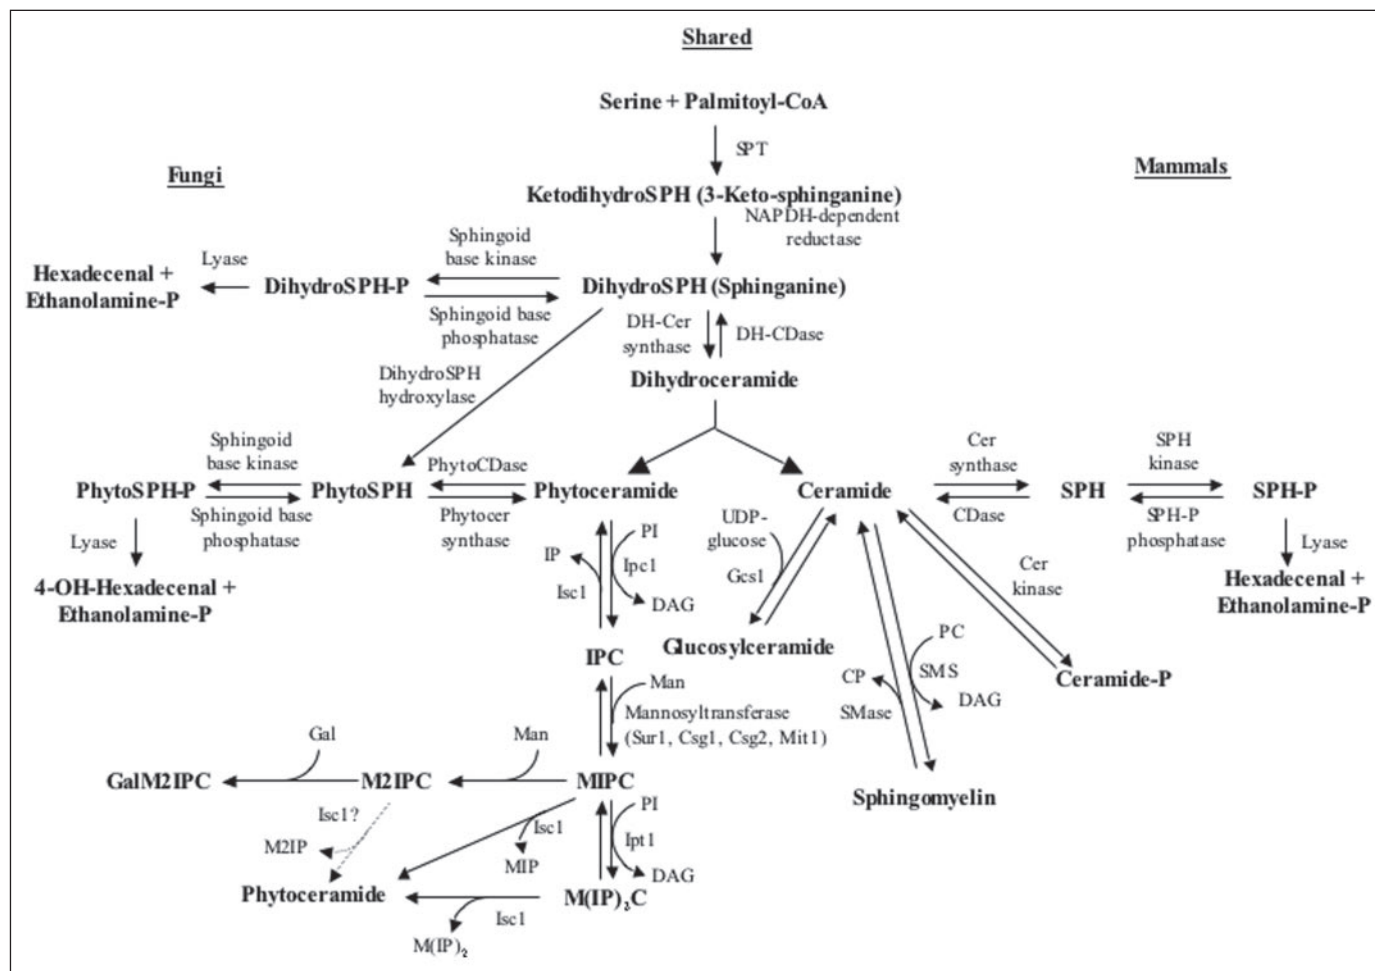 Shared
Serine + Palmitoyl-CoA
SPT
Fungi
Mammals
KetodihydroSPH (3-Keto-sphinganine)
NAPDH-dependent
reductase
Sphingoid
base kinase
Lyase
Hexadecenal +
Ethanolamine-P
DihydroSPH-P
DihydroSPH (Sphinganine)
Sphingoid base
phosphatase
DH-Cer
synthase
DH-CDase
DihydroSPH
hydroxylase
Dihydroceramide
Sphingoid
base kinase
PhytoCDase
Cer
synthase
SPH
kinase
PhytoSPH-P
PhytoSPH
Phytoceramide
Ceramide
SPH
SPH-P
Sphingoid base
phosphatase
Phytocer
synthase
CDase
SPH-P
phosphatase
Lyase
4-OH-Hexadecenal +
Ethanolamine-P
IP
Isc1
PI
Ipc1
DAG
UDP-
glucose
Gcs1
Cer
kinase
Lyase
Hexadecenal +
Ethanolamine-P
IPC
Glucosylceramide
PC
SMS
DAG
CP
SMase
Ceramide-P
Man
Mannosyltransferase
(Sur1, Csg1, Csg2, Mit1)
Gal
Man
GalM2IPC
M2IPC
MIPC
Sphingomyelin
Isc1?
M2IP
Isc1
MIP
PI
Ipt1
DAG
Phytoceramide
M(IP)₂C
Isc1
M(IP)₂